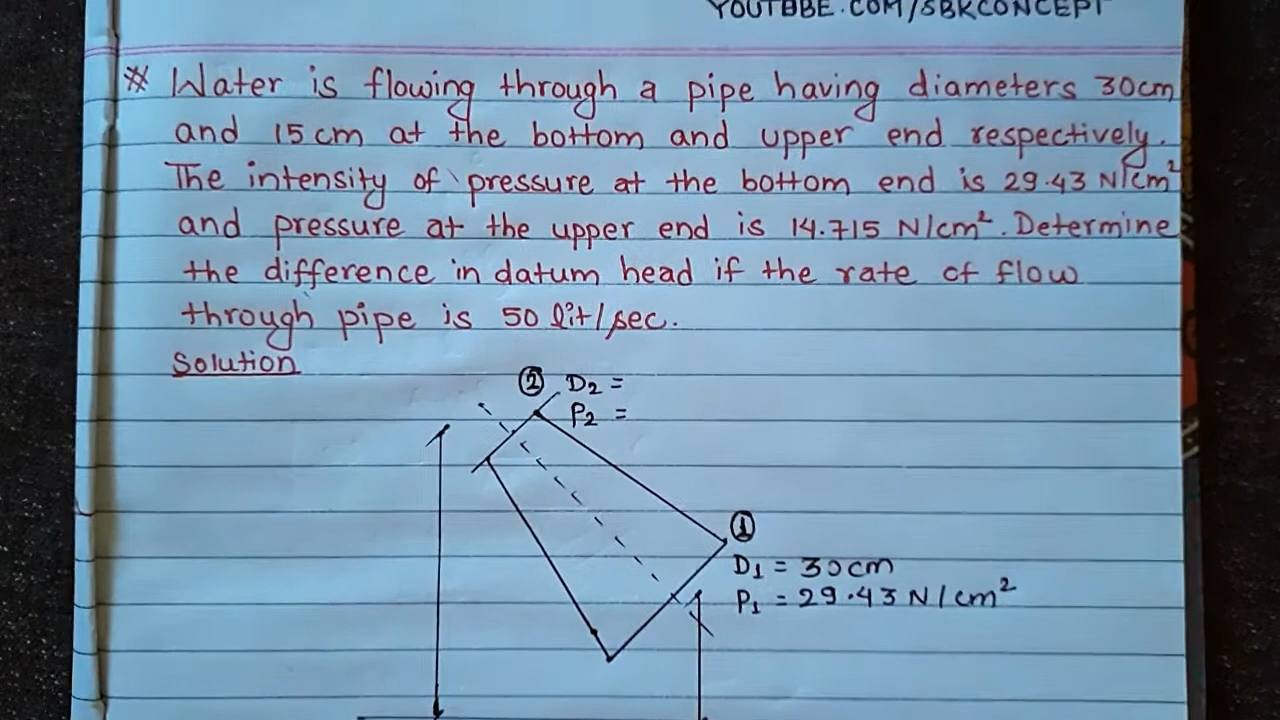 YOUTUBE.COM/SBKCONCEPT
* Water is flowing through a pipe having diameters 30cm
and 15cm at the bottom and upper end respectively.
The intensity of pressure at the bottom end is 29.43 N/cm²
and pressure at the upper end is 14.715 N/cm². Determine
the difference in datum head if the rate of flow
through pipe is 50 lit/sec.
Solution
② D₂ =
P₂ =
①
D₁ = 30cm
P₁ = 29.43 N/cm²